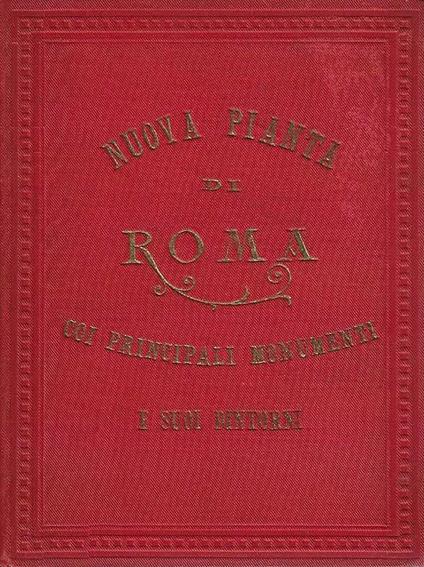 NUOVA PIANTA
DI
ROMA
COI PRINCIPALI MONUMENTI
E SUOI DINTORNI